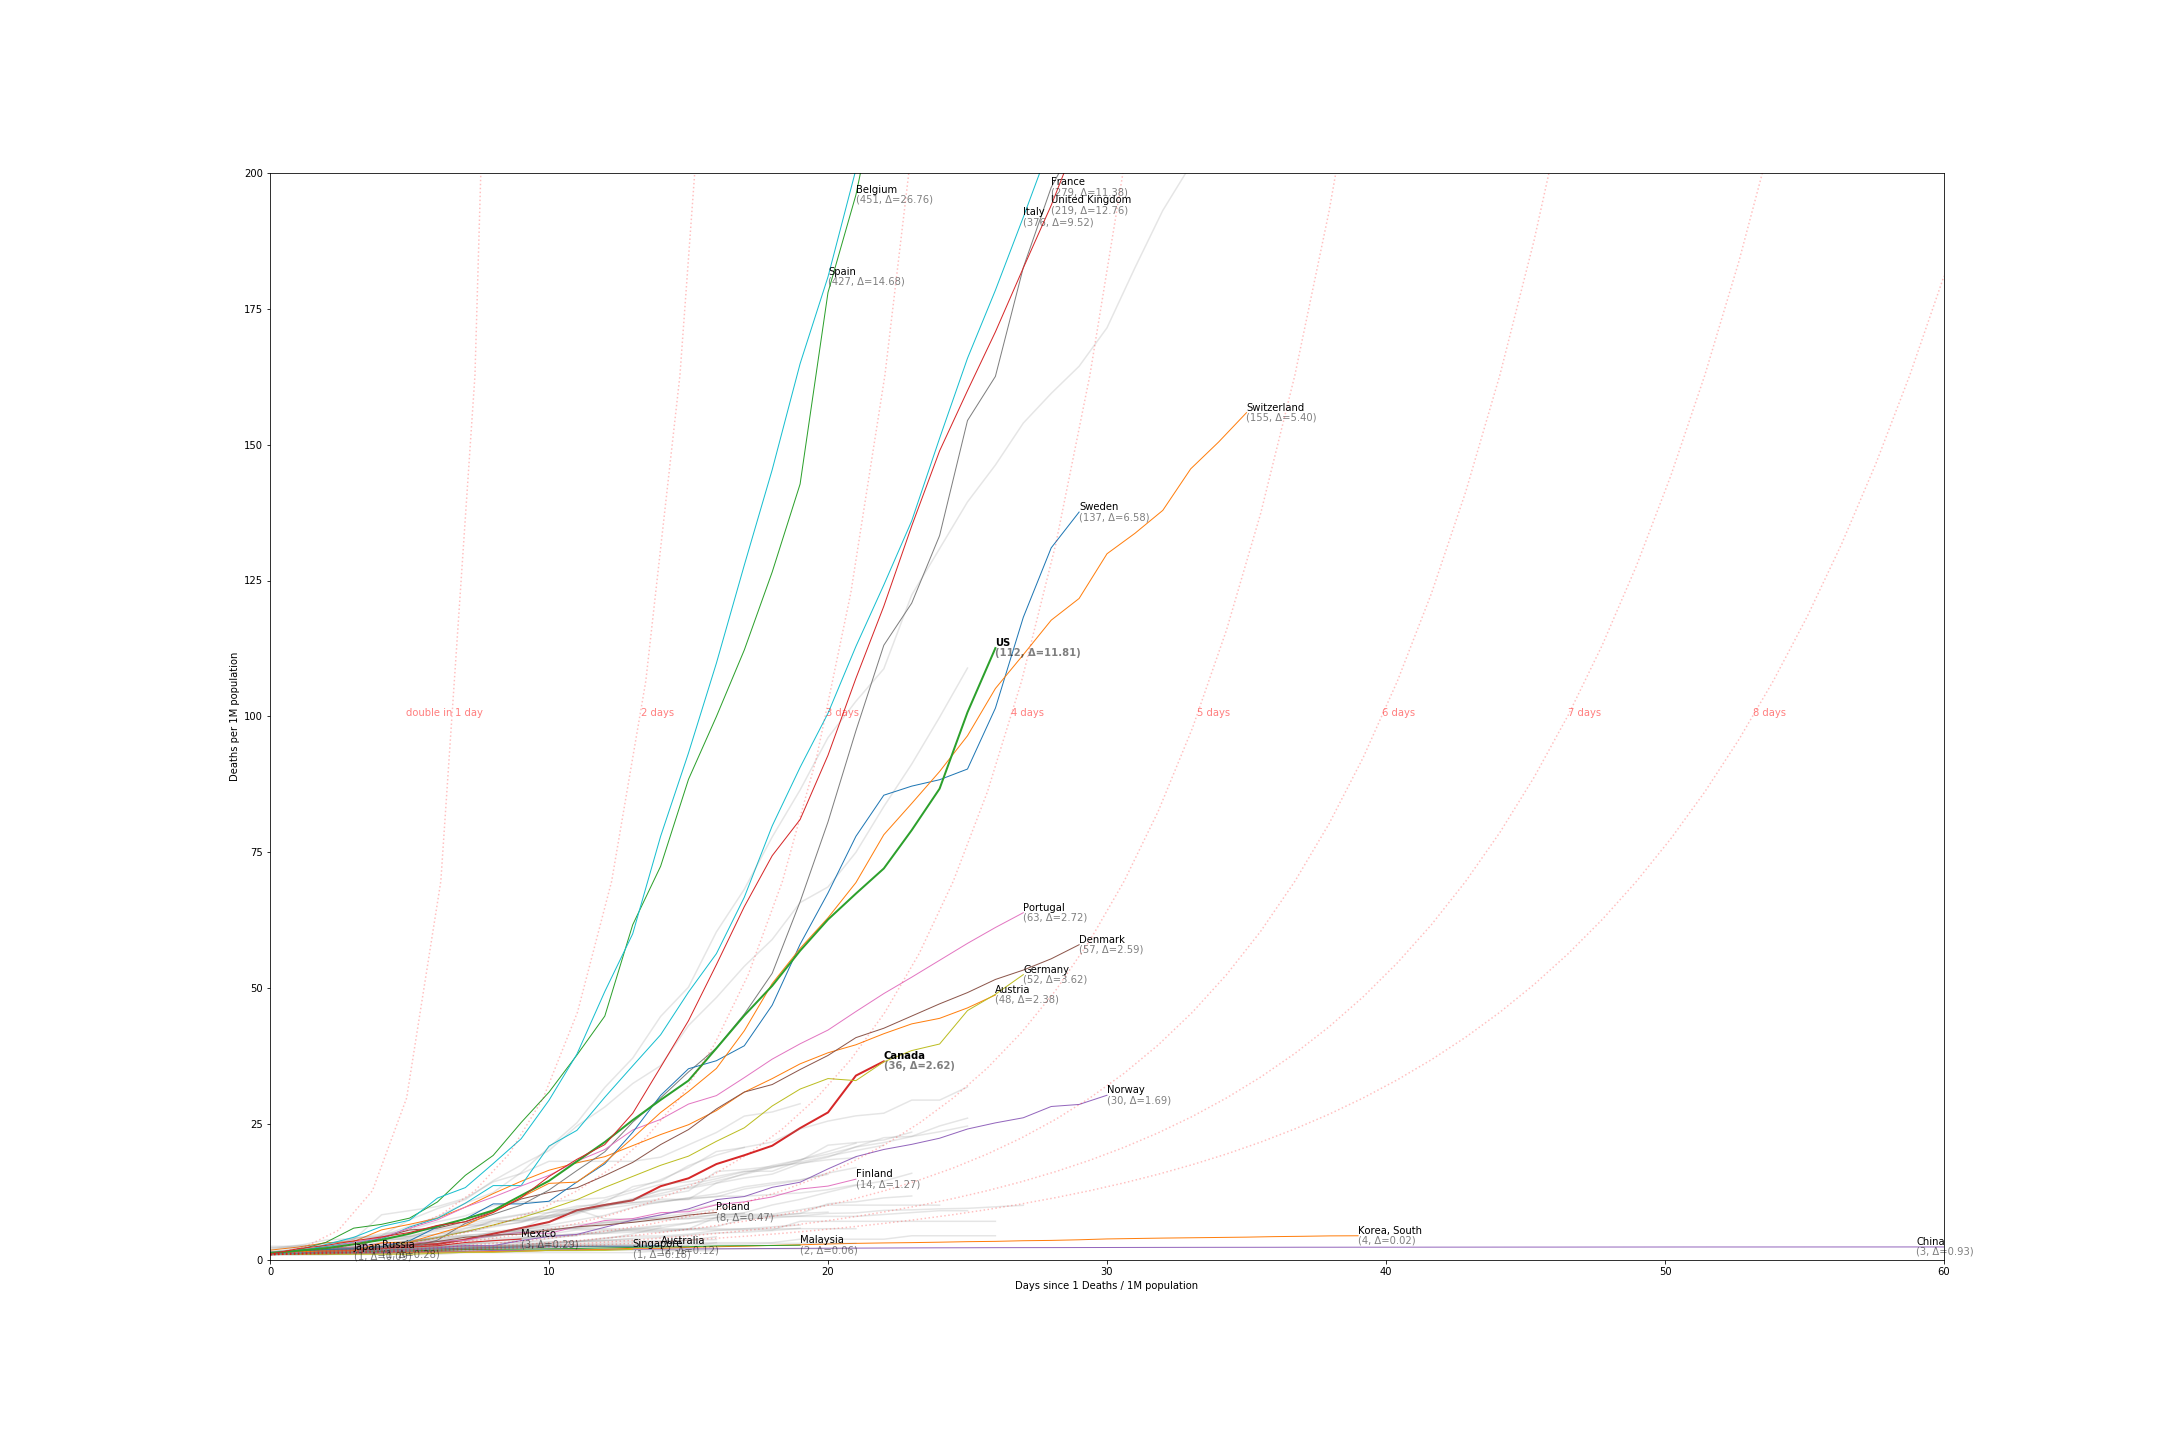 200
France
(279, Δ=11.38)
Belgium
(451, Δ=26.76)
United Kingdom
(219, Δ=12.76)
Italy
(376, Δ=9.52)
Spain
(427, Δ=14.68)
175
Switzerland
(155, Δ=5.40)
150
Sweden
(137, Δ=6.58)
125
US
(112, Δ=11.81)
Deaths per 1M population
100
double in 1 day
2 days
3 days
4 days
5 days
6 days
7 days
8 days
75
Portugal
(63, Δ=2.72)
Denmark
(57, Δ=2.59)
Germany
(52, Δ=3.62)
50
Austria
(48, Δ=2.38)
Canada
(36, Δ=2.62)
Norway
(30, Δ=1.69)
25
Finland
(14, Δ=1.27)
Poland
(8, Δ=0.47)
Mexico
(3, Δ=0.29)
Korea, South
(4, Δ=0.02)
Japan
Russia
Singapore
(1, Δ=0.18)
Australia
Malaysia
(2, Δ=0.06)
China
(3, Δ=0.93)
0
0
10
20
30
40
50
60
Days since 1 Deaths / 1M population